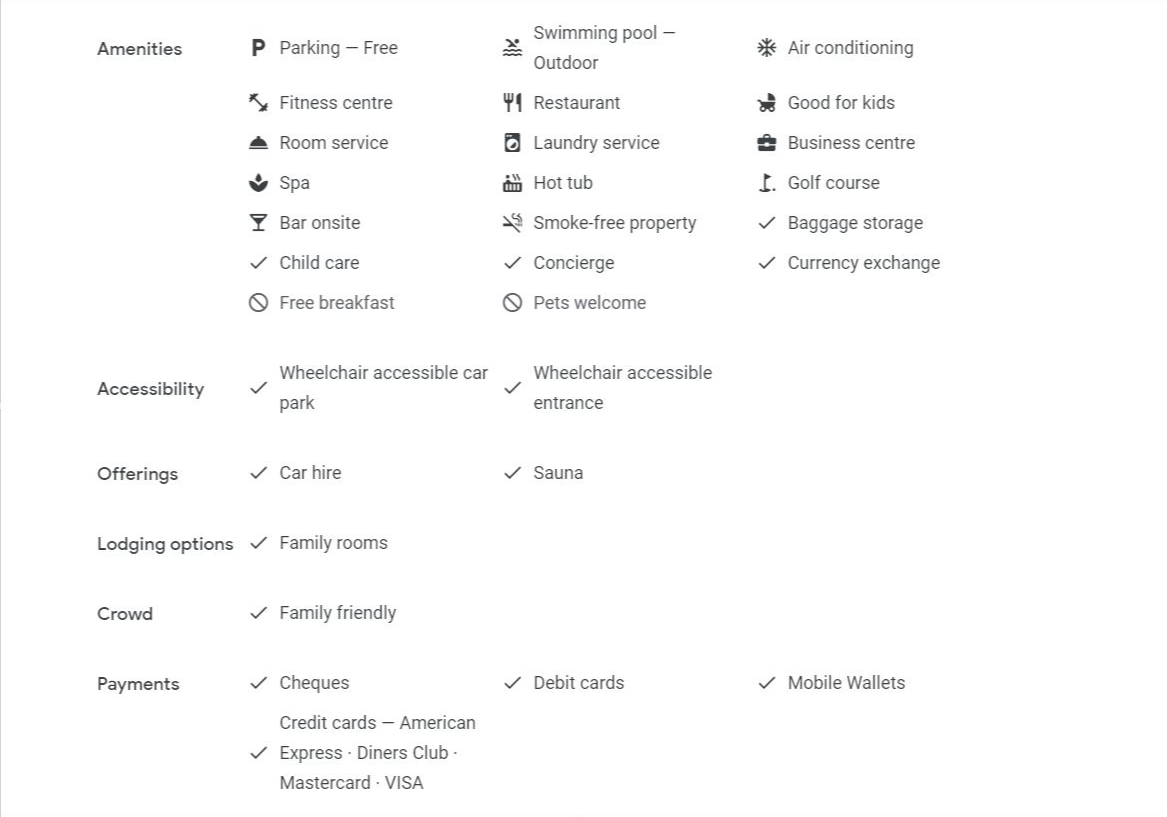 Amenities
Parking – Free
Swimming pool –
Outdoor
Air conditioning
Fitness centre
Restaurant
Good for kids
Room service
Laundry service
Business centre
Spa
Hot tub
Golf course
Bar onsite
Smoke-free property
Baggage storage
Child care
Concierge
Currency exchange
Free breakfast
Pets welcome
Accessibility
Wheelchair accessible car
park
Wheelchair accessible
entrance
Offerings
Car hire
Sauna
Lodging options
Family rooms
Crowd
Family friendly
Payments
Cheques
Debit cards
Mobile Wallets
Credit cards – American
Express · Diners Club ·
Mastercard · VISA